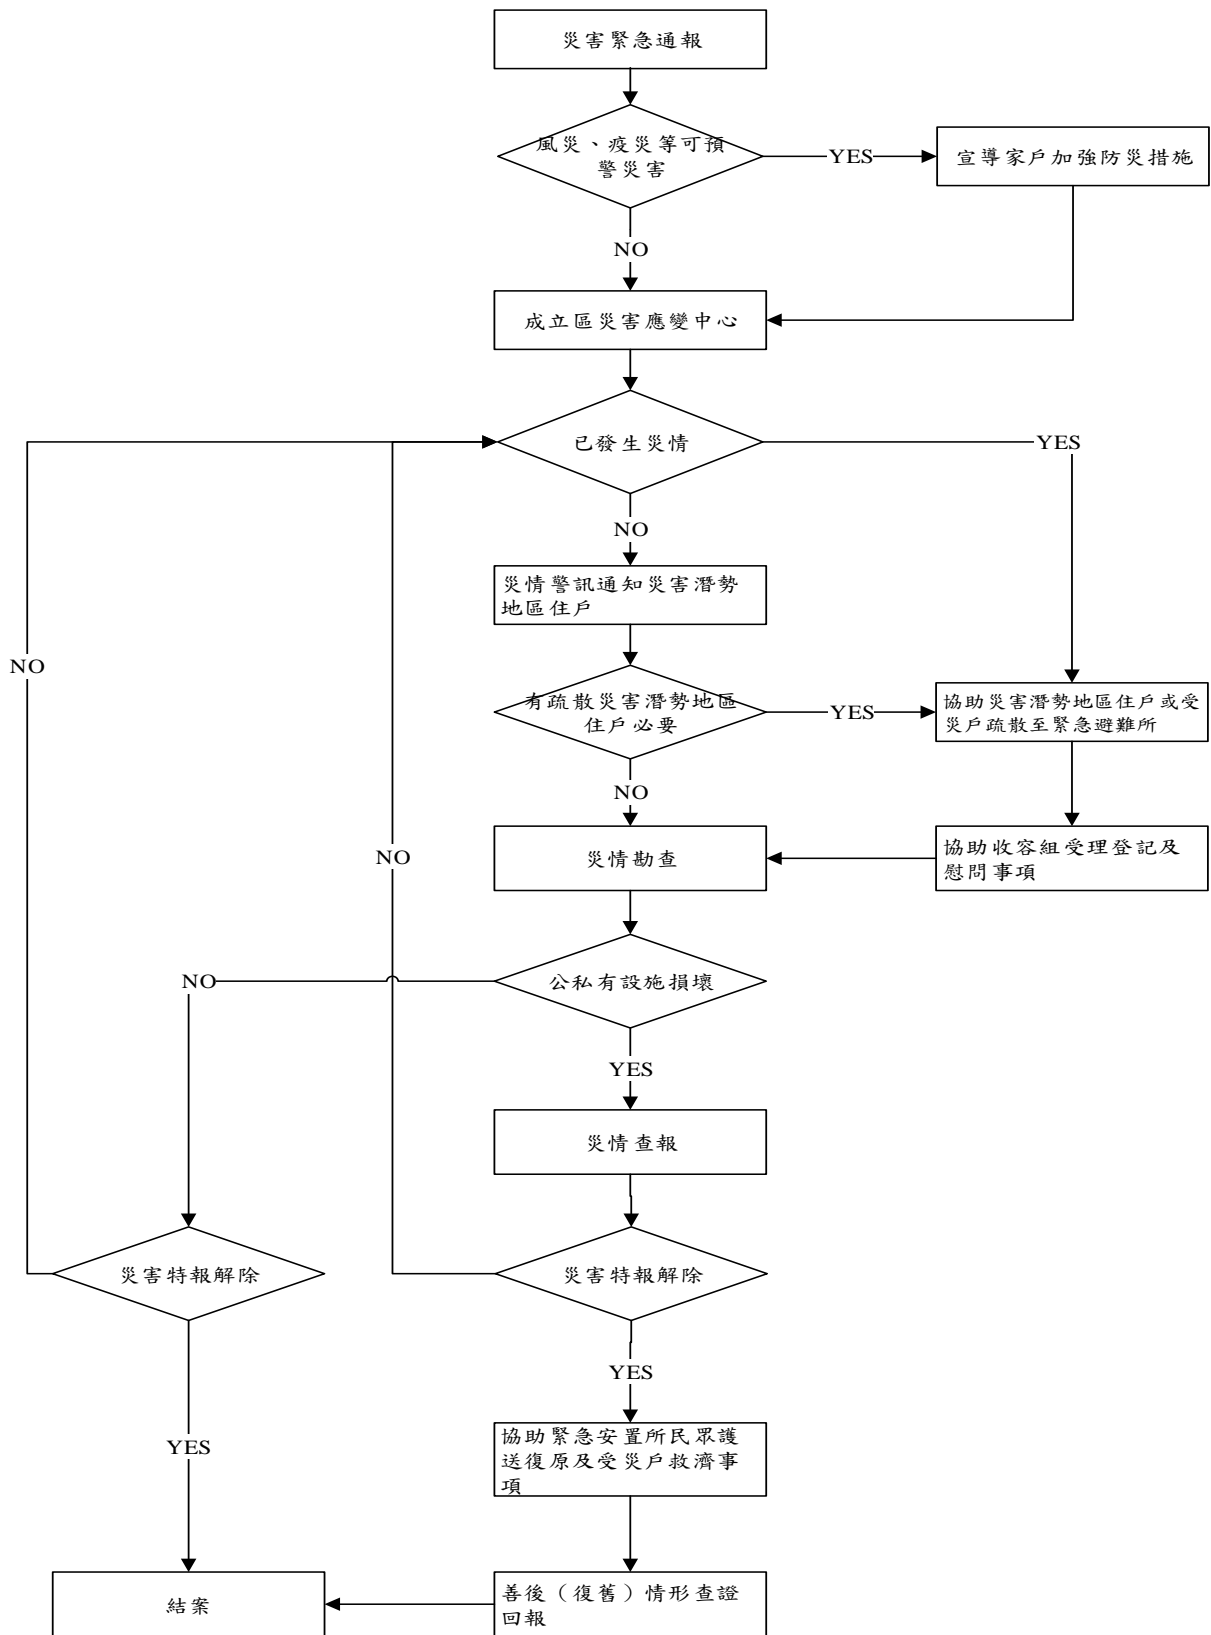 災害緊急通報
風災、疫災等可預
警災害
YES
宣導家戶加強防災措施
NO
成立區災害應變中心
已發生災情
YES
NO
災情警訊通知災害潛勢
地區住戶
NO
有疏散災害潛勢地區
住戶必要
YES
協助災害潛勢地區住戶或受
災戶疏散至緊急避難所
NO
災情勘查
NO
協助收容組受理登記及
慰問事項
公私有設施損壞
NO
YES
災情查報
災害特報解除
災害特報解除
YES
YES
協助緊急安置所民眾護
送復原及受災戶救濟事
項
結案
善後（復舊）情形查證
回報